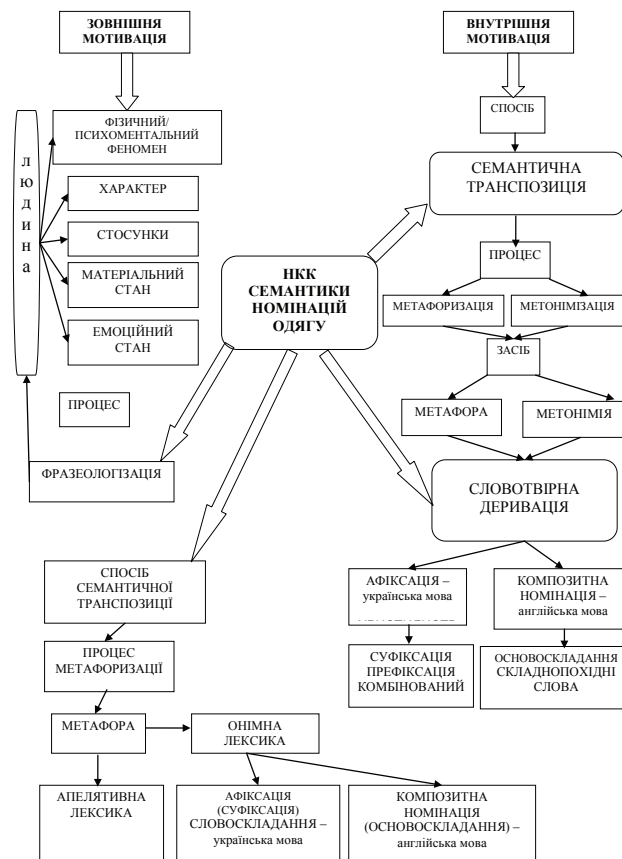 ЗОВНІШНЯ
МОТИВАЦІЯ
ВНУТРІШНЯ
МОТИВАЦІЯ
людина
ФІЗИЧНИЙ/
ПСИХОМЕНТАЛЬНИЙ
ФЕНОМЕН
ХАРАКТЕР
СТОСУНКИ
МАТЕРІАЛЬНИЙ
СТАН
ЕМОЦІЙНИЙ
СТАН
ПРОЦЕС
ФРАЗЕОЛОГІЗАЦІЯ
НКК
СЕМАНТИКИ
НОМІНАЦІЙ
ОДЯГУ
СПОСІБ
СЕМАНТИЧНА
ТРАНСПОЗИЦІЯ
ПРОЦЕС
МЕТАФОРИЗАЦІЯ
МЕТОНІМІЗАЦІЯ
ЗАСІБ
МЕТАФОРА
МЕТОНІМІЯ
СЛОВОТВІРНА
ДЕРИВАЦІЯ
АФІКСАЦІЯ –
українська мова
КОМПОЗИТНА
НОМІНАЦІЯ –
англійська мова
СУФІКСАЦІЯ
ПРЕФІКСАЦІЯ
КОМБІНОВАНИЙ
ОСНОВОСКЛАДАННЯ
СКЛАДНОПОХІДНІ
СЛОВА
СПОСІБ
СЕМАНТИЧНОЇ
ТРАНСПОЗИЦІЇ
ПРОЦЕС
МЕТАФОРИЗАЦІЇ
МЕТАФОРА
ОНІМНА
ЛЕКСИКА
АПЕЛЯТИВНА
ЛЕКСИКА
АФІКСАЦІЯ
(СУФІКСАЦІЯ)
СЛОВОСКЛАДАННЯ –
українська мова
КОМПОЗИТНА
НОМІНАЦІЯ
(ОСНОВОСКЛАДАННЯ) –
англійська мова